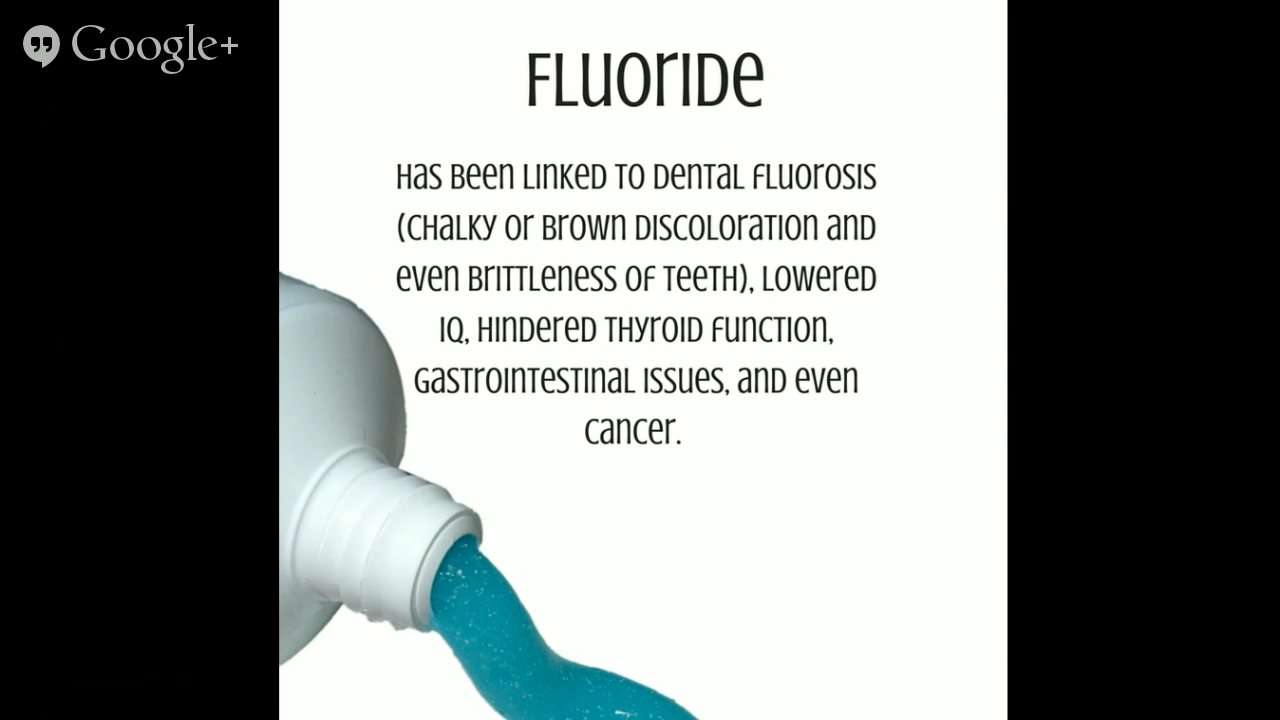 Google+
Fluoride
Has been linked to dental fluorosis
(chalky or brown discoloration and
even brittleness of teeth), lowered
IQ, hindered thyroid function,
gastrointestinal issues, and even
cancer.